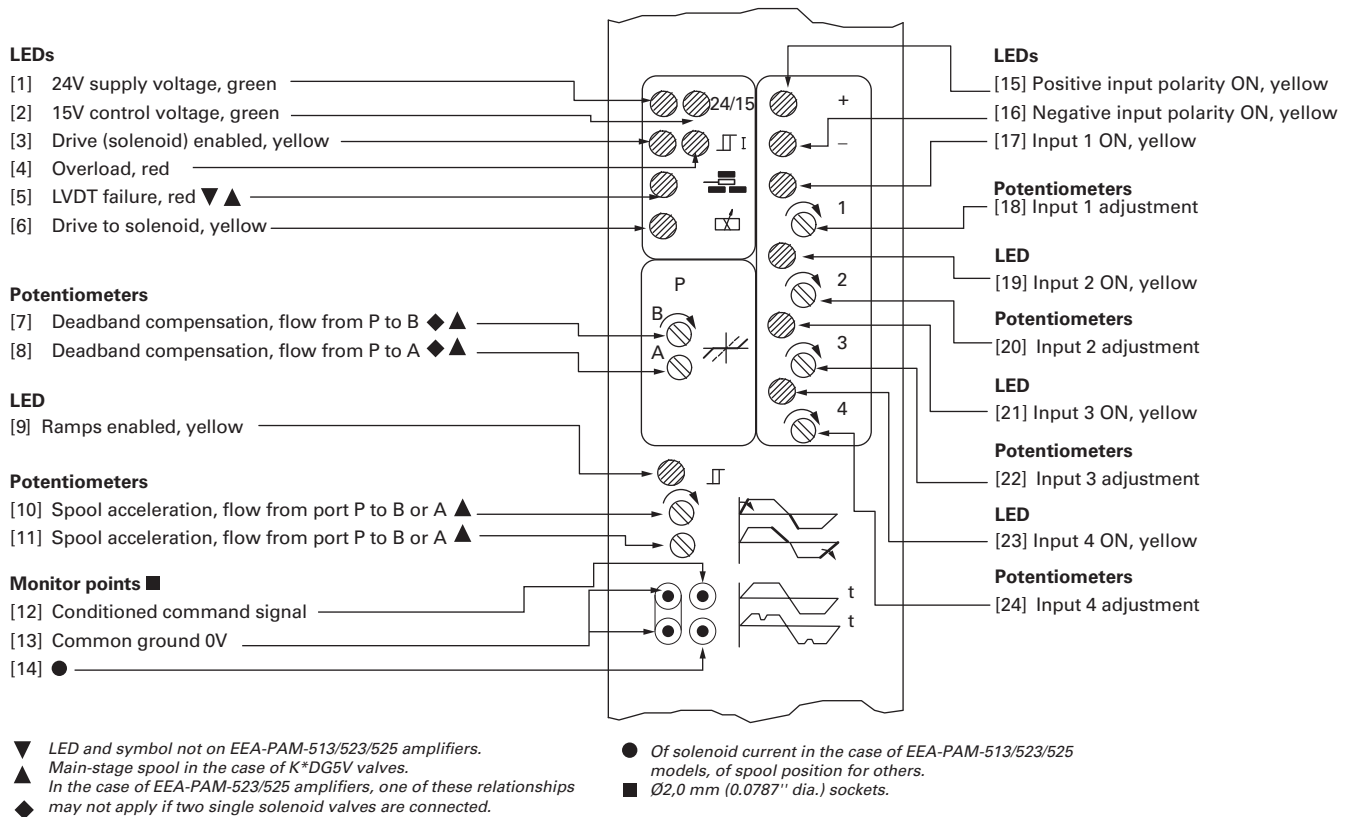 LEDs
[1] 24V supply voltage, green
[2] 15V control voltage, green
[3] Drive (solenoid) enabled, yellow
[4] Overload, red
[5] LVDT failure, red ▼ ▲
[6] Drive to solenoid, yellow
Potentiometers
[7] Deadband compensation, flow from P to B ◆ ▲
[8] Deadband compensation, flow from P to A ◆ ▲
LED
[9] Ramps enabled, yellow
Potentiometers
[10] Spool acceleration, flow from port P to B or A ▲
[11] Spool acceleration, flow from port P to B or A ▲
Monitor points ■
[12] Conditioned command signal
[13] Common ground 0V
[14] ●
24/15
I
P
B
A
+
–
1
2
3
4
t
t
LEDs
[15] Positive input polarity ON, yellow
[16] Negative input polarity ON, yellow
[17] Input 1 ON, yellow
Potentiometers
[18] Input 1 adjustment
LED
[19] Input 2 ON, yellow
Potentiometers
[20] Input 2 adjustment
LED
[21] Input 3 ON, yellow
Potentiometers
[22] Input 3 adjustment
LED
[23] Input 4 ON, yellow
Potentiometers
[24] Input 4 adjustment
▼ LED and symbol not on EEA-PAM-513/523/525 amplifiers.
▲ Main-stage spool in the case of K*DG5V valves.
In the case of EEA-PAM-523/525 amplifiers, one of these relationships
◆ may not apply if two single solenoid valves are connected.
● Of solenoid current in the case of EEA-PAM-513/523/525
models, of spool position for others.
■ Ø2,0 mm (0.0787'' dia.) sockets.